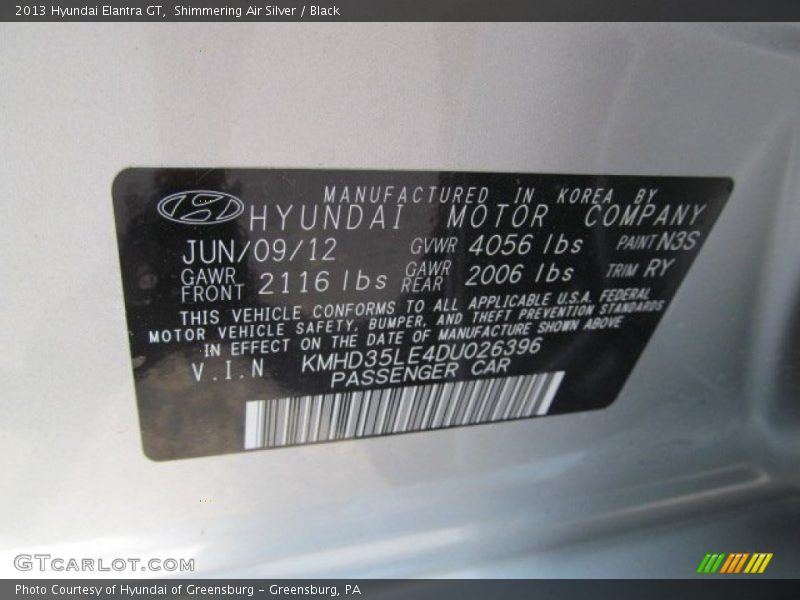 2013 Hyundai Elantra GT, Shimmering Air Silver / Black
MANUFACTURED IN KOREA BY
HYUNDAI MOTOR COMPANY
JUN/09/12 GVWR 4056 lbs PAINT N3S
GAWR FRONT 2116 lbs GAWR REAR 2006 lbs TRIM RY
THIS VEHICLE CONFORMS TO ALL APPLICABLE U.S.A. FEDERAL
MOTOR VEHICLE SAFETY, BUMPER, AND THEFT PREVENTION STANDARDS
IN EFFECT ON THE DATE OF MANUFACTURE SHOWN ABOVE
V.I.N KMHD35LE4DU026396
PASSENGER CAR
GTCARLOT.COM
Photo Courtesy of Hyundai of Greensburg - Greensburg, PA